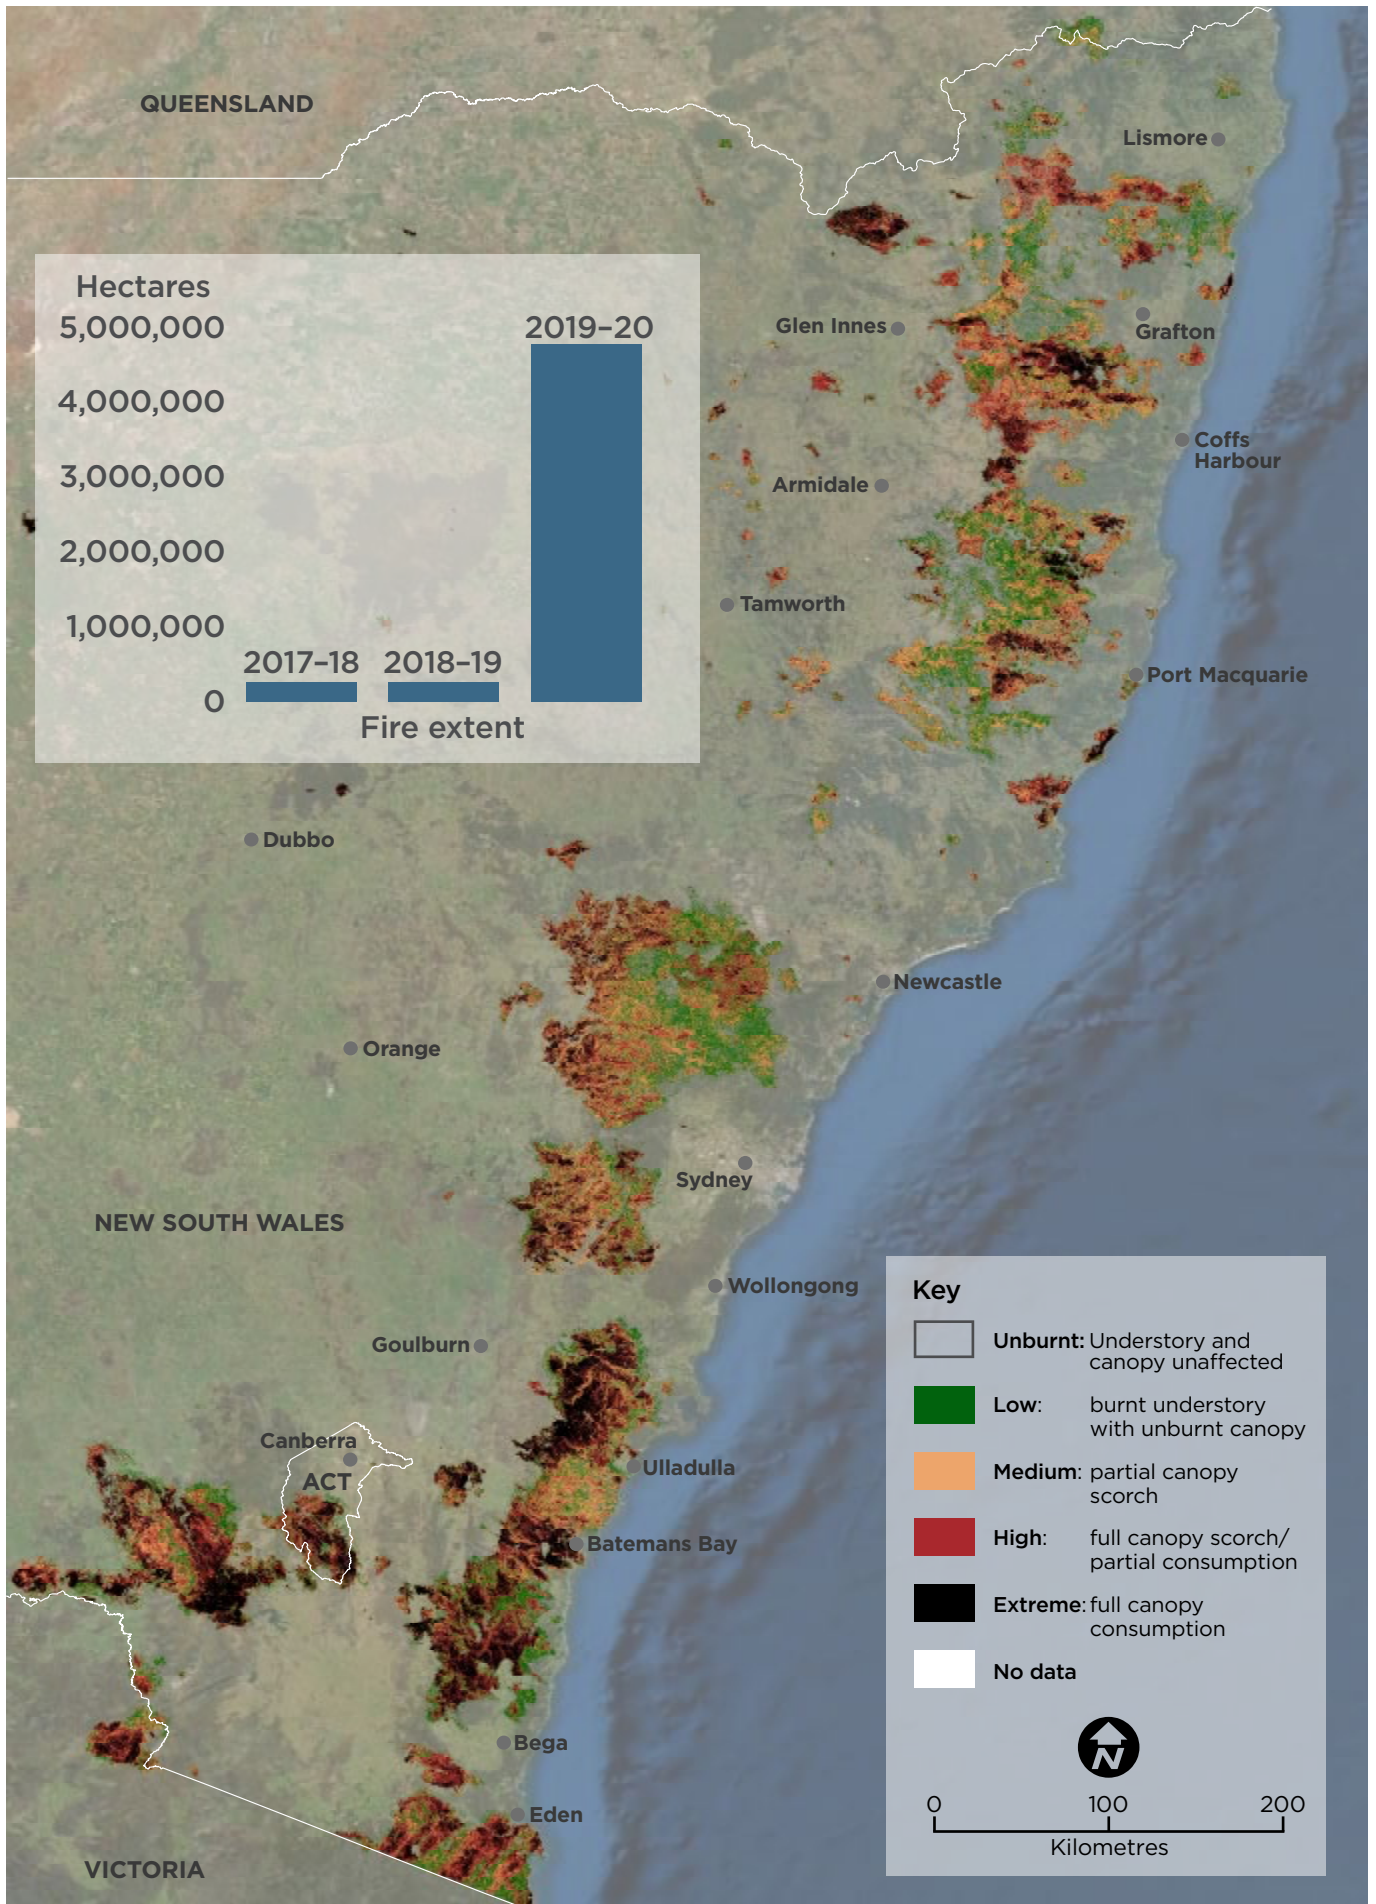 QUEENSLAND
Lismore
Hectares
5,000,000
2019–20
Glen Innes
Grafton
4,000,000
Coffs
Harbour
3,000,000
Armidale
2,000,000
Tamworth
1,000,000
2017–18
2018–19
Port Macquarie
0
Fire extent
Dubbo
Newcastle
Orange
Sydney
NEW SOUTH WALES
Wollongong
Goulburn
Canberra
ACT
Ulladulla
Batemans Bay
Bega
Eden
VICTORIA
Key
Unburnt: Understory and
canopy unaffected
Low: burnt understory
with unburnt canopy
Medium: partial canopy
scorch
High: full canopy scorch/
partial consumption
Extreme: full canopy
consumption
No data
N
0 100 200
Kilometres